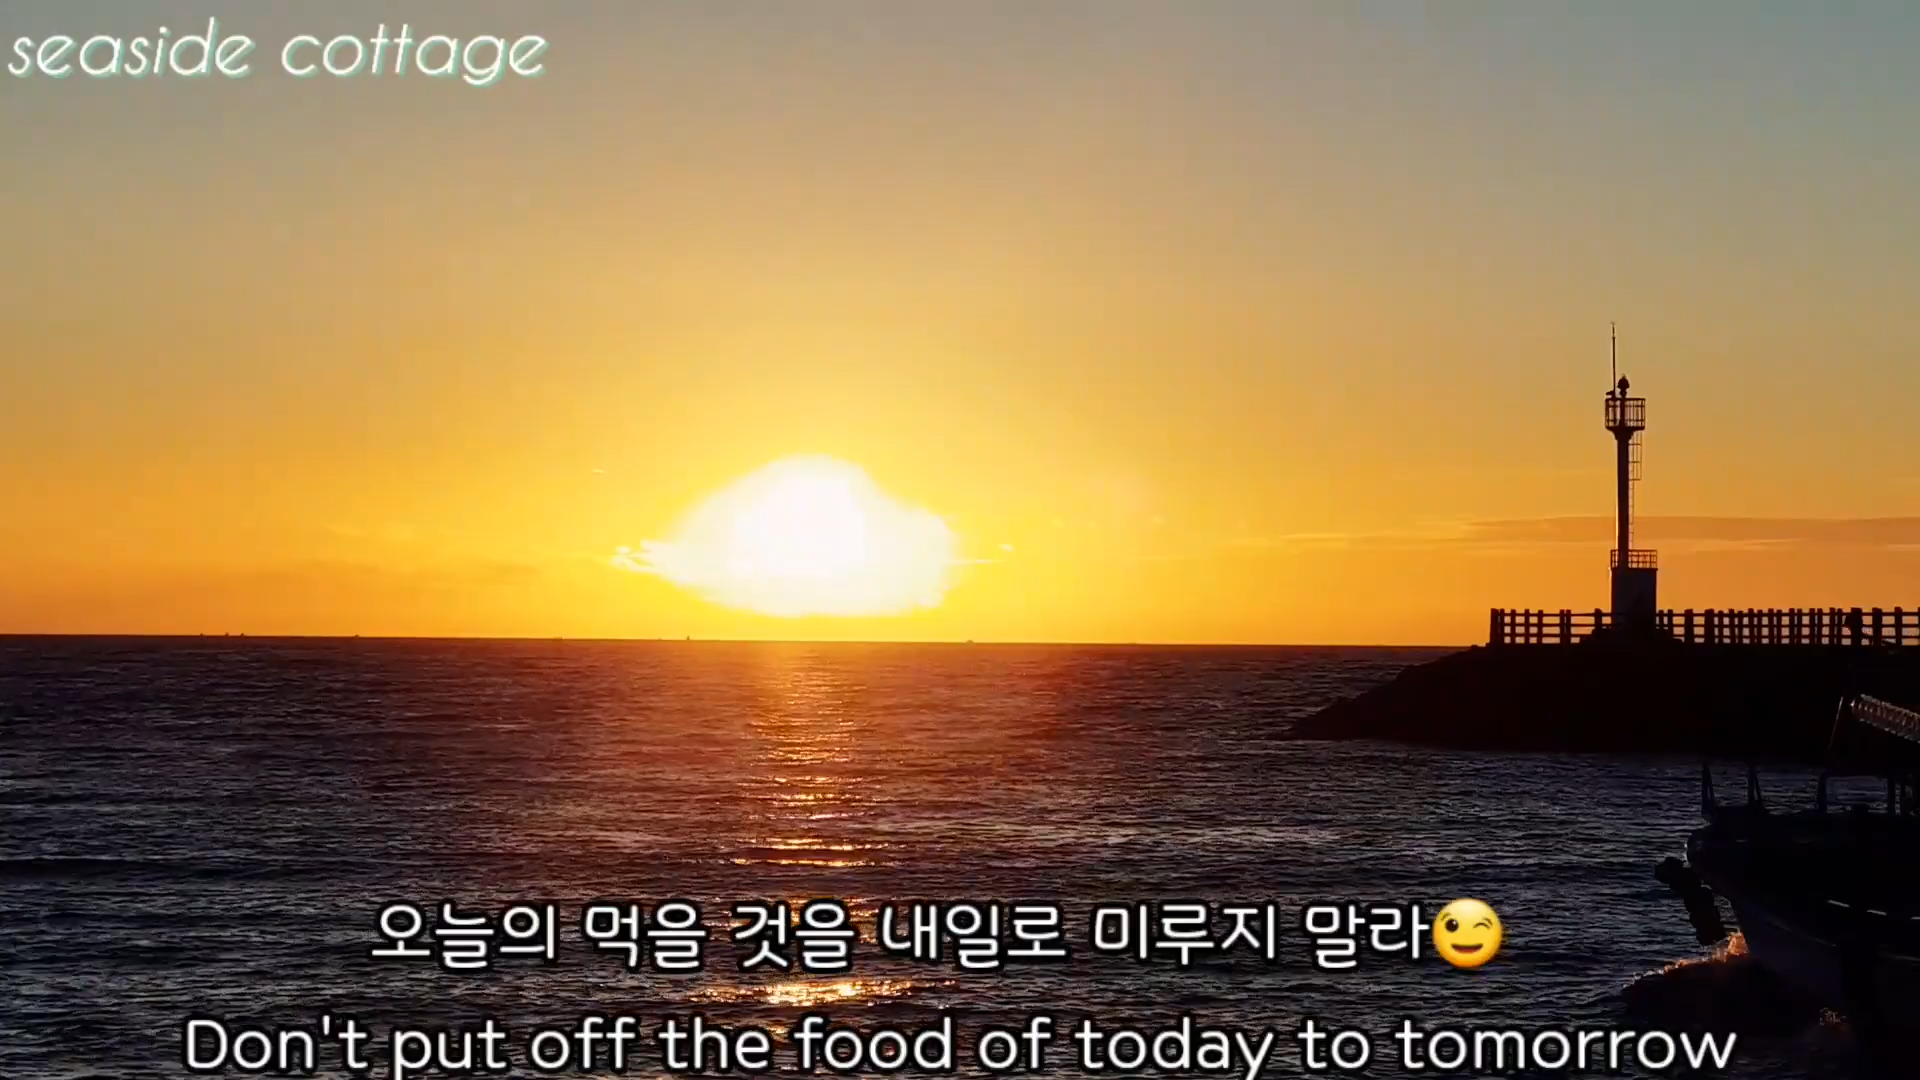 seaside cottage
오늘의 먹을 것을 내일로 미루지 말라😉
Don't put off the food of today to tomorrow